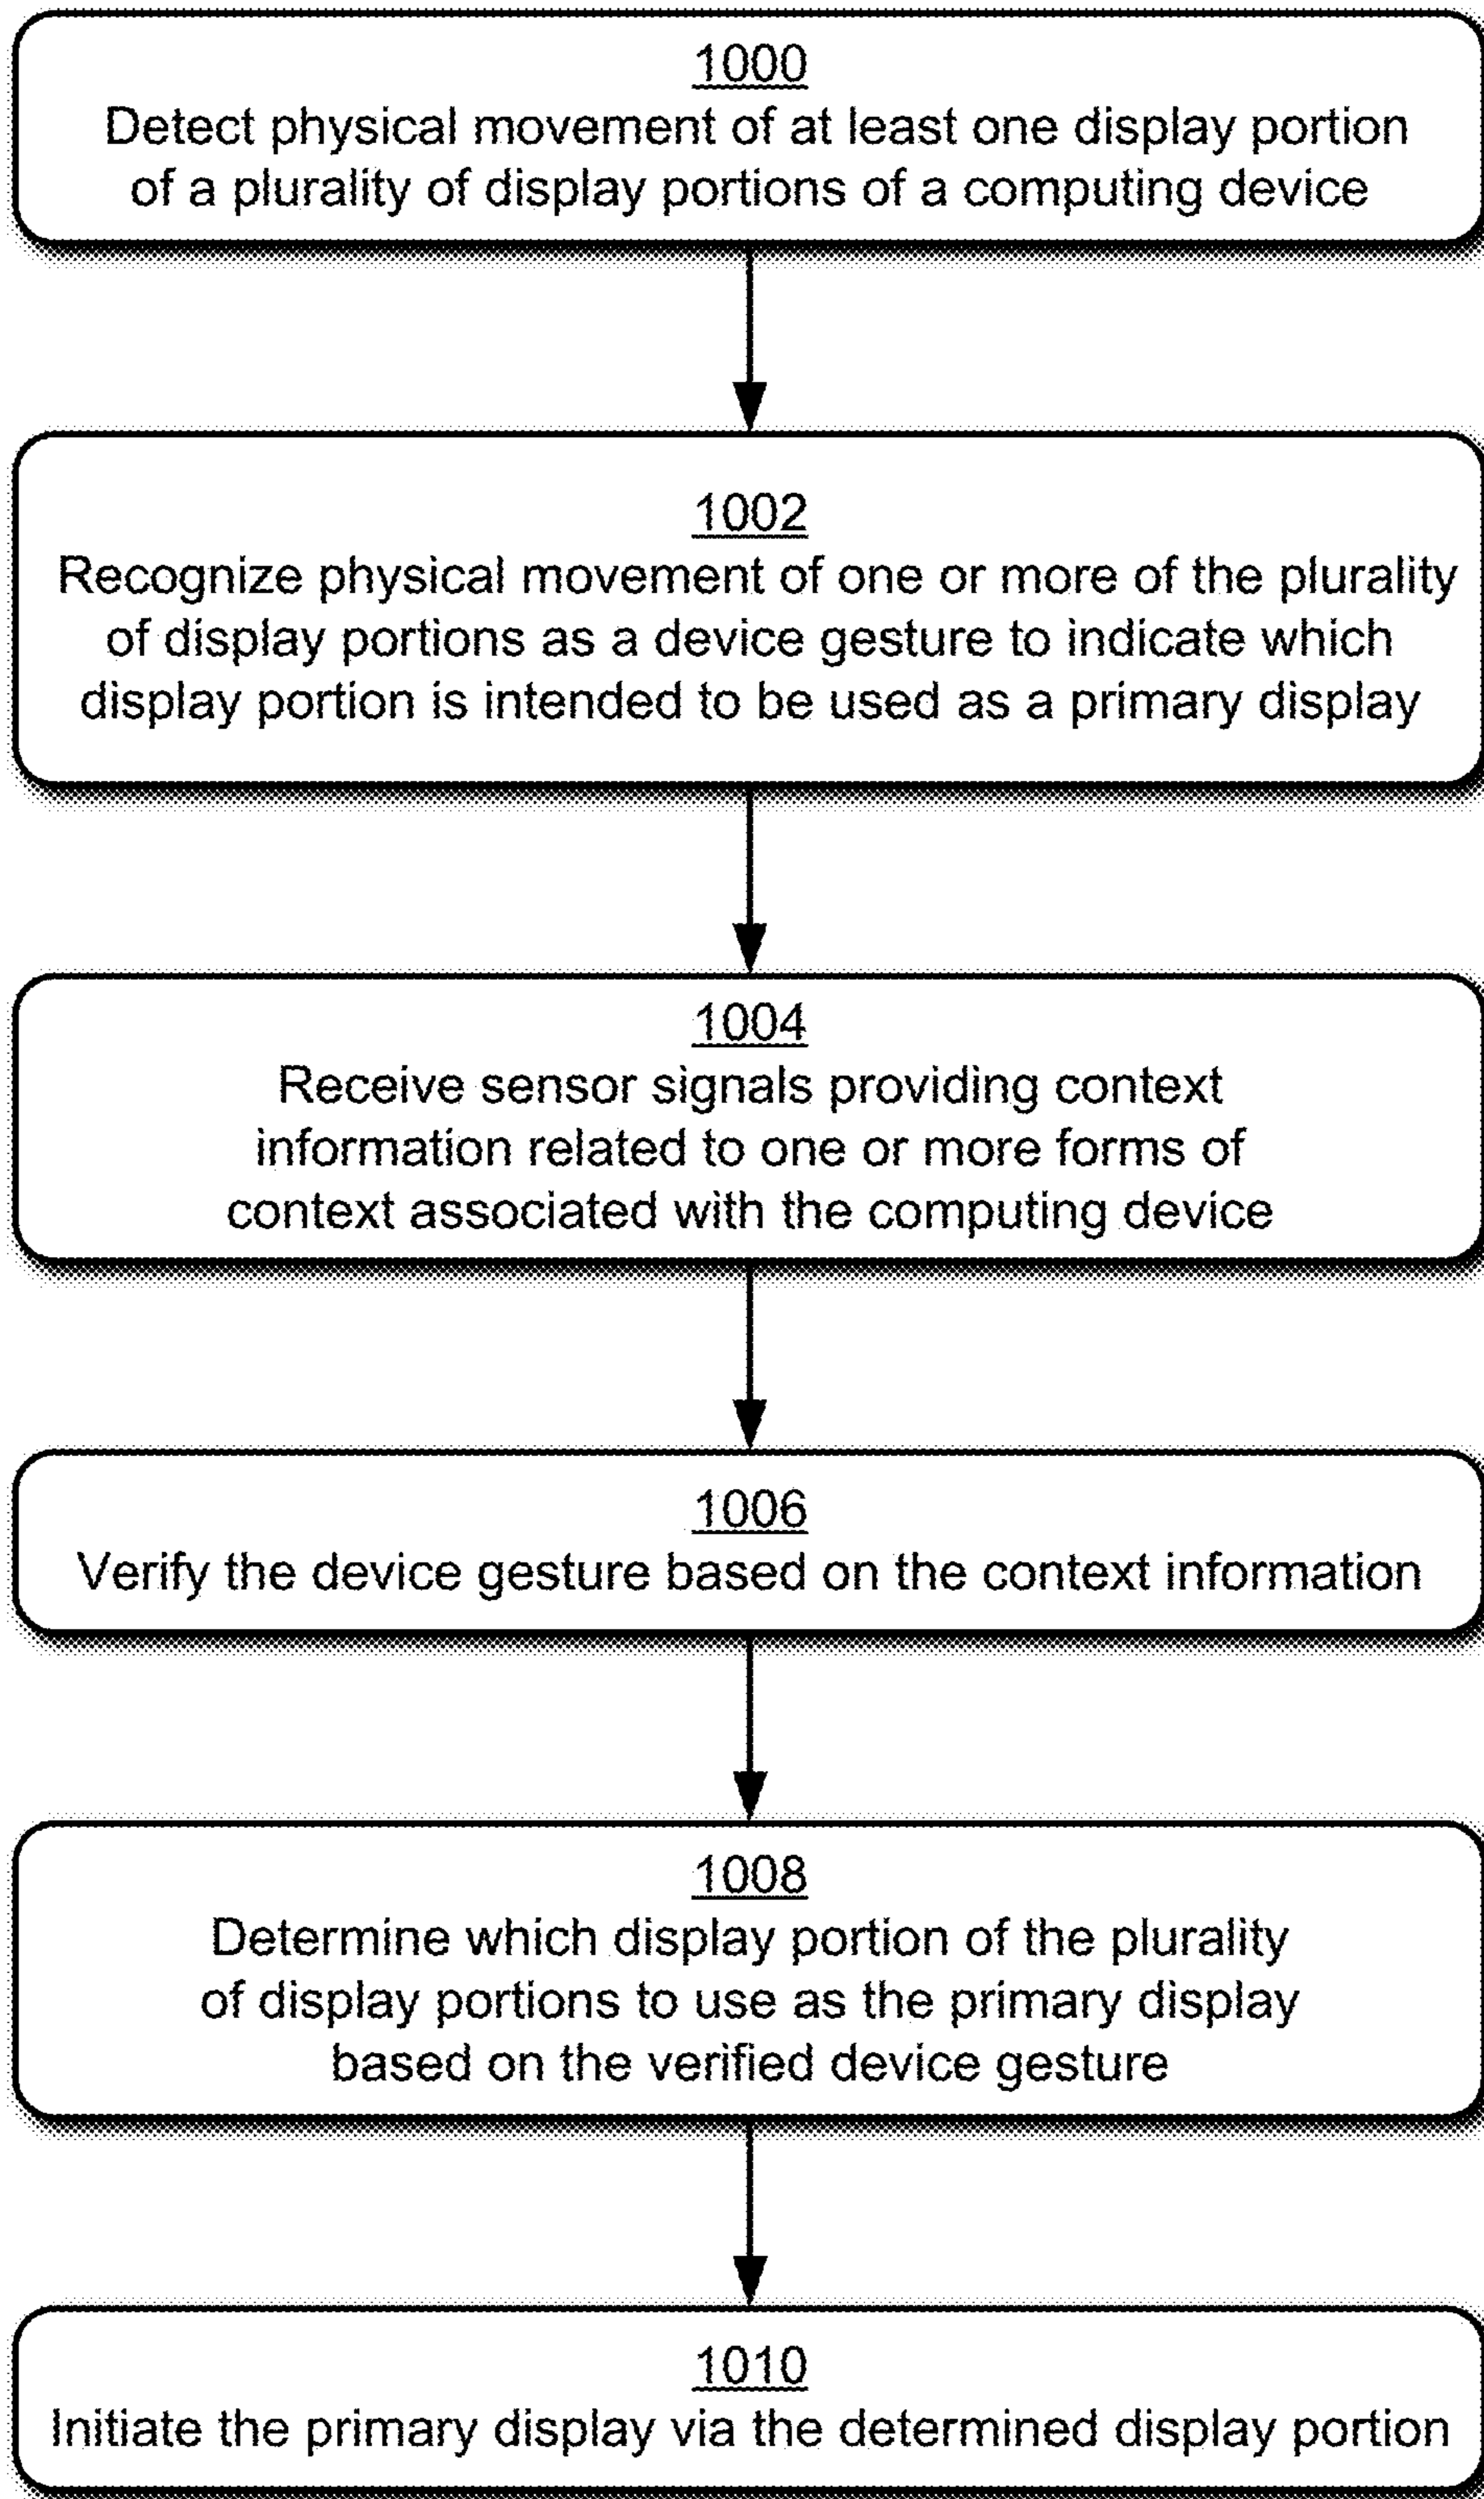 1000
Detect physical movement of at least one display portion
of a plurality of display portions of a computing device
1002
Recognize physical movement of one or more of the plurality
of display portions as a device gesture to indicate which
display portion is intended to be used as a primary display
1004
Receive sensor signals providing context
information related to one or more forms of
context associated with the computing device
1006
Verify the device gesture based on the context information
1008
Determine which display portion of the plurality
of display portions to use as the primary display
based on the verified device gesture
1010
Initiate the primary display via the determined display portion